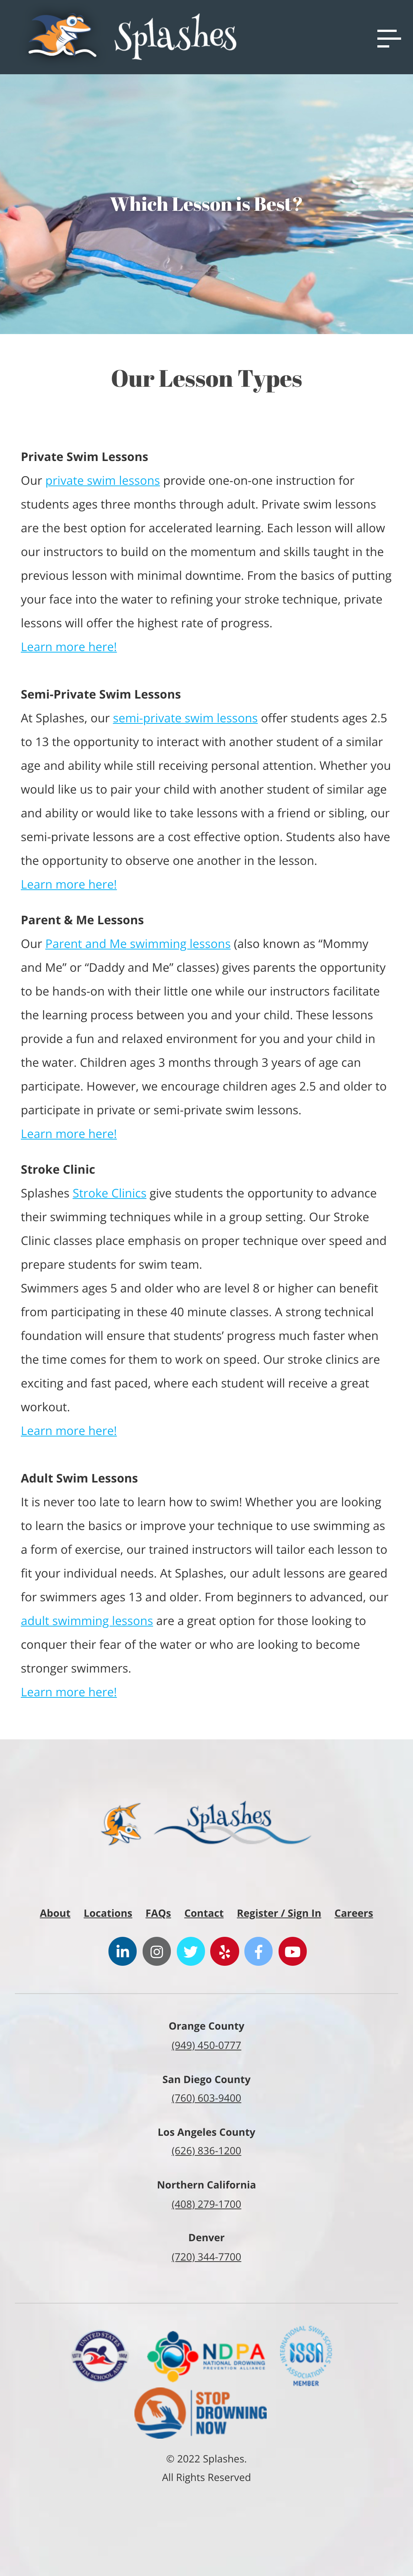 Splashes
Which Lesson is Best?
Our Lesson Types
Private Swim Lessons
Our private swim lessons provide one-on-one instruction for
students ages three months through adult. Private swim lessons
are the best option for accelerated learning. Each lesson will allow
our instructors to build on the momentum and skills taught in the
previous lesson with minimal downtime. From the basics of putting
your face into the water to refining your stroke technique, private
lessons will offer the highest rate of progress.
Learn more here!
Semi-Private Swim Lessons
At Splashes, our semi-private swim lessons offer students ages 2.5
to 13 the opportunity to interact with another student of a similar
age and ability while still receiving personal attention. Whether you
would like us to pair your child with another student of similar age
and ability or would like to take lessons with a friend or sibling, our
semi-private lessons are a cost effective option. Students also have
the opportunity to observe one another in the lesson.
Learn more here!
Parent & Me Lessons
Our Parent and Me swimming lessons (also known as “Mommy
and Me” or “Daddy and Me” classes) gives parents the opportunity
to be hands-on with their little one while our instructors facilitate
the learning process between you and your child. These lessons
provide a fun and relaxed environment for you and your child in
the water. Children ages 3 months through 3 years of age can
participate. However, we encourage children ages 2.5 and older to
participate in private or semi-private swim lessons.
Learn more here!
Stroke Clinic
Splashes Stroke Clinics give students the opportunity to advance
their swimming techniques while in a group setting. Our Stroke
Clinic classes place emphasis on proper technique over speed and
prepare students for swim team.
Swimmers ages 5 and older who are level 8 or higher can benefit
from participating in these 40 minute classes. A strong technical
foundation will ensure that students’ progress much faster when
the time comes for them to work on speed. Our stroke clinics are
exciting and fast paced, where each student will receive a great
workout.
Learn more here!
Adult Swim Lessons
It is never too late to learn how to swim! Whether you are looking
to learn the basics or improve your technique to use swimming as
a form of exercise, our trained instructors will tailor each lesson to
fit your individual needs. At Splashes, our adult lessons are geared
for swimmers ages 13 and older. From beginners to advanced, our
adult swimming lessons are a great option for those looking to
conquer their fear of the water or who are looking to become
stronger swimmers.
Learn more here!
Splashes
About Locations FAQs Contact Register / Sign In Careers
Orange County
(949) 450-0777
San Diego County
(760) 603-9400
Los Angeles County
(626) 836-1200
Northern California
(408) 279-1700
Denver
(720) 344-7700
UNITED STATES
SWIM SCHOOL ASSN
NDPA
NATIONAL DROWNING
PREVENTION ALLIANCE
INTERNATIONAL SWIM SCHOOLS
ISSA
ASSOCIATION
MEMBER
STOP
DROWNING
NOW
© 2022 Splashes.
All Rights Reserved